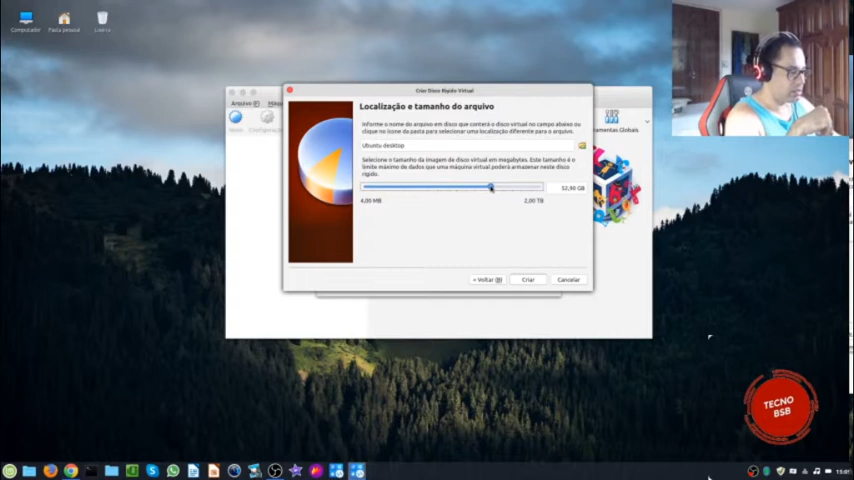 Computador
Pasta pessoal
Lixeira
Criar Disco Rígido Virtual
Arquivo (F)
Localização e tamanho do arquivo
Informe o nome do arquivo em disco que conterá o disco virtual no campo abaixo ou
clique no ícone da pasta para selecionar uma localização diferente para o arquivo.
Ubuntu desktop
Selecione o tamanho da imagem de disco virtual em megabytes. Este tamanho é o
limite máximo de dados que uma máquina virtual poderá armazenar neste disco
rígido.
4,00 MB
2,00 TB
< Voltar (B)
Criar
Cancelar
Globais
TECNO
BSB